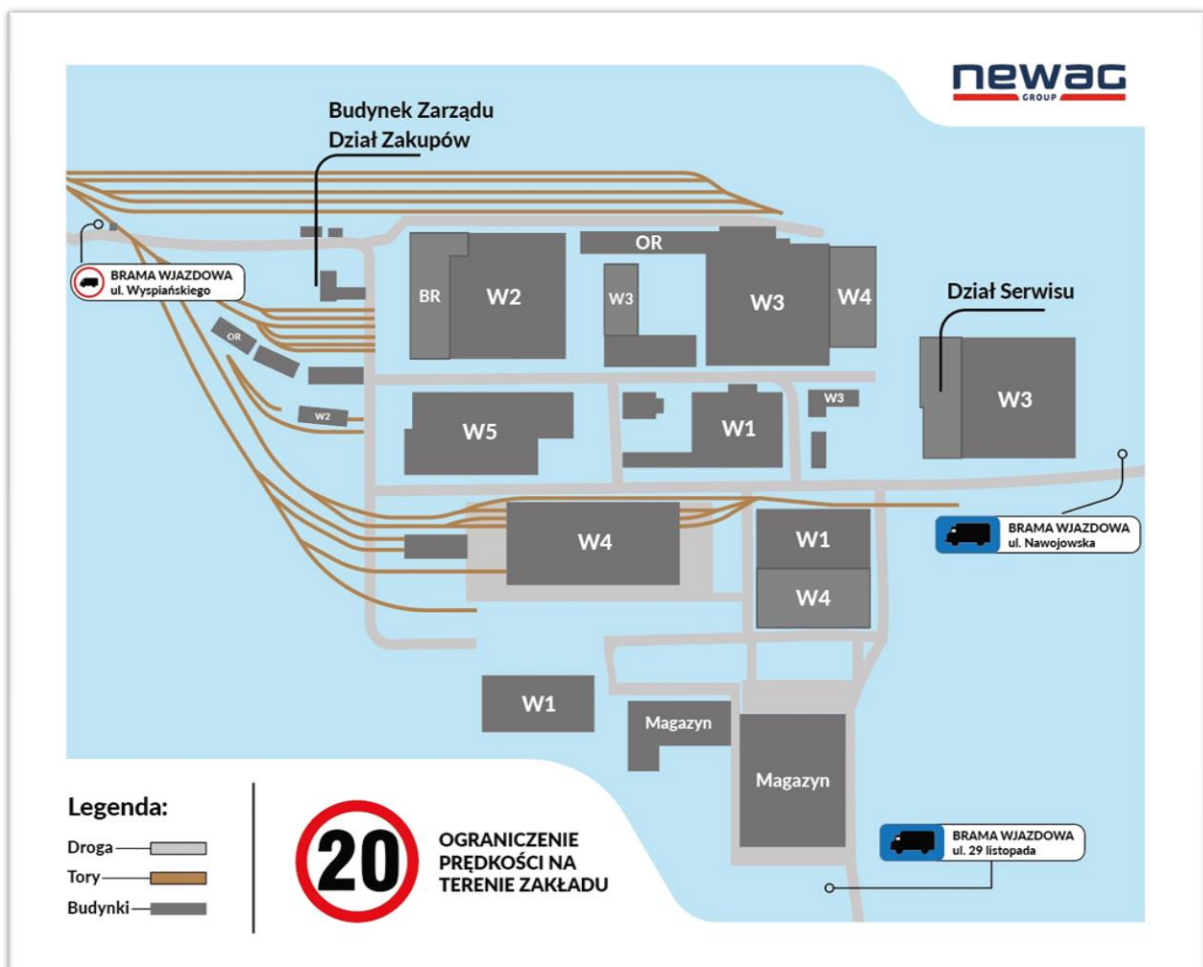 newag
GROUP
Budynek Zarządu
Dział Zakupów
BRAMA WJAZDOWA
ul. Wyspiańskiego
OR
BR
W2
W3
W3
W4
Dział Serwisu
W3
OR
W2
W5
W1
W3
W4
W1
W4
BRAMA WJAZDOWA
ul. Nawojowska
W1
Magazyn
Magazyn
BRAMA WJAZDOWA
ul. 29 listopada
Legenda:
Droga
Tory
Budynki
20
OGRANICZENIE
PRĘDKOŚCI NA
TERENIE ZAKŁADU